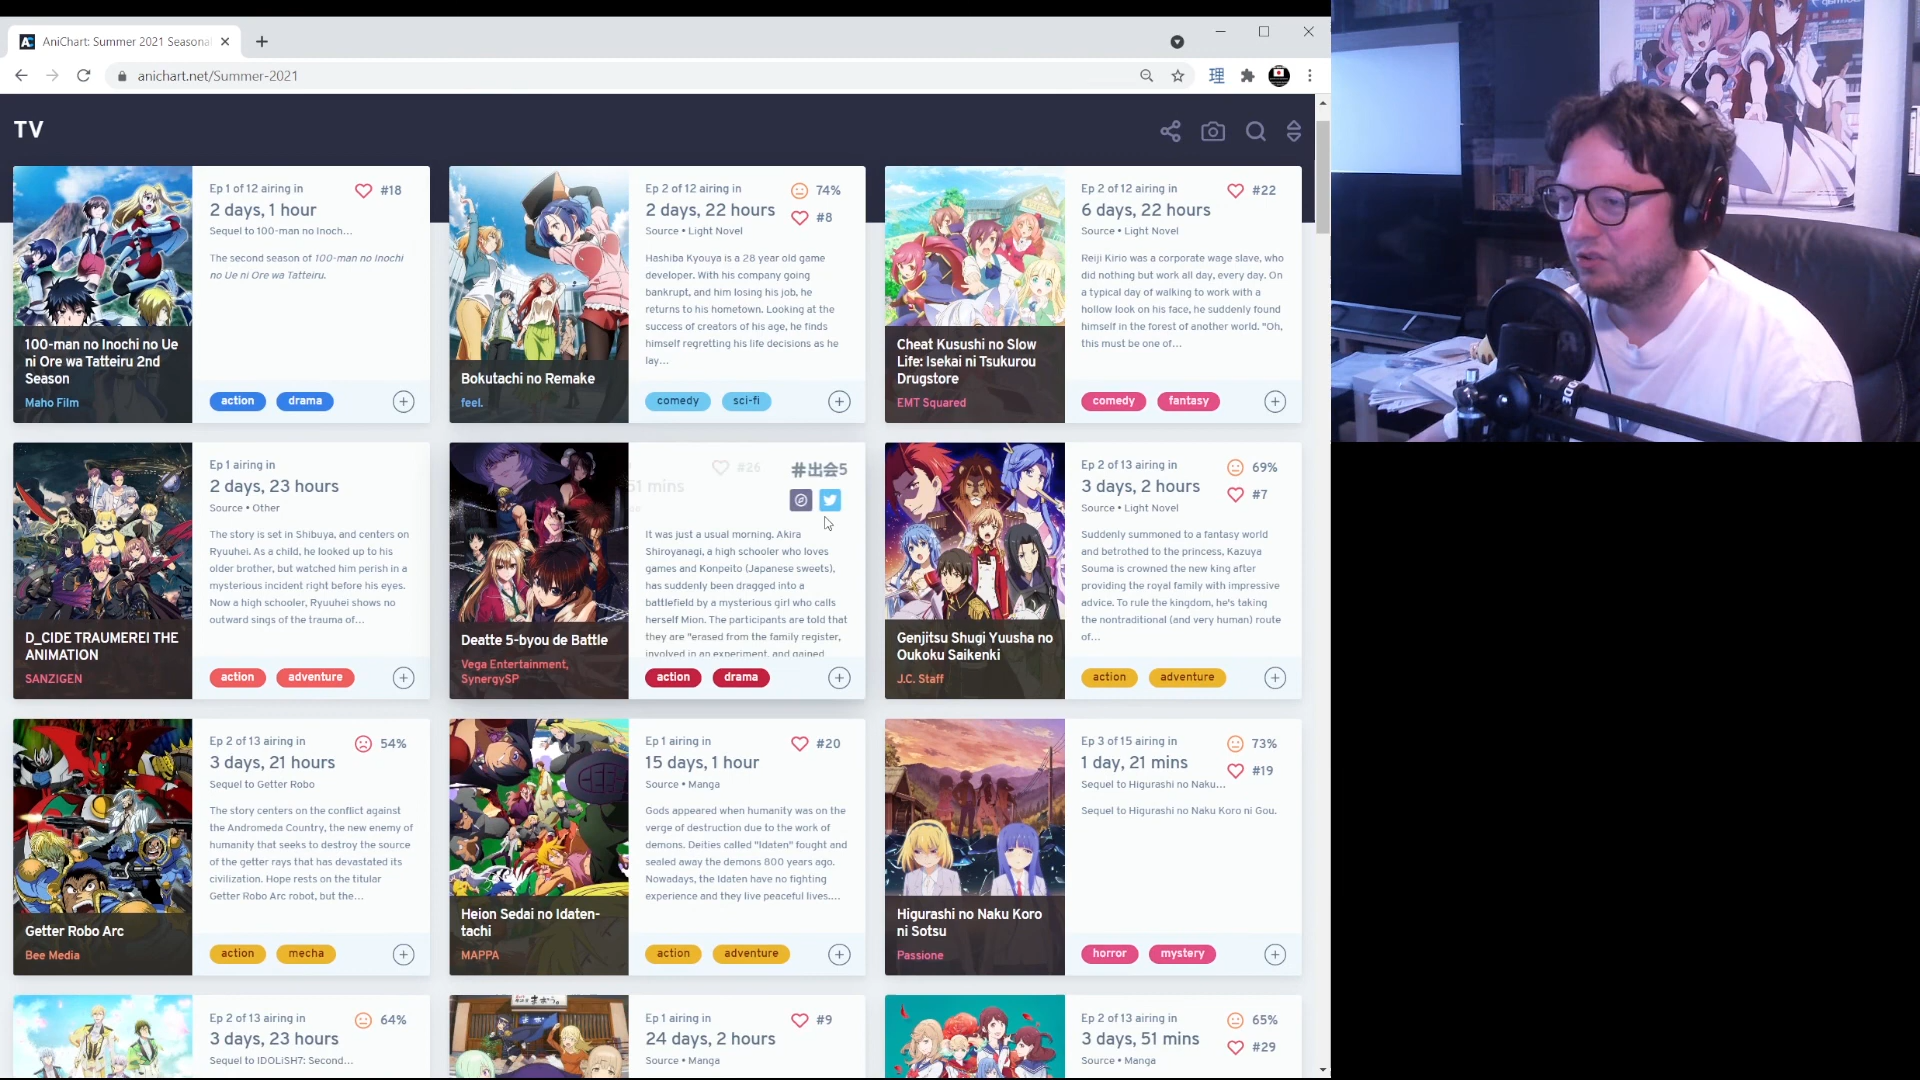 AniChart: Summer 2021 Seasonal
anichart.net/Summer-2021
TV
Ep 1 of 12 airing in
2 days, 1 hour
Sequel to 100-man no Inoch...
#18
The second season of 100-man no Inochi
no Ue ni Ore wa Tatteiru.
100-man no Inochi no Ue
ni Ore wa Tatteiru 2nd
Season
Maho Film
action
drama
Ep 2 of 12 airing in
2 days, 22 hours
Source • Light Novel
74%
#8
Hashiba Kyouya is a 28 year old game
developer. With his company going
bankrupt, and him losing his job, he
returns to his hometown. Looking at the
success of creators of his age, he finds
himself regretting his life decisions as he
lay...
Bokutachi no Remake
feel.
comedy
sci-fi
Ep 2 of 12 airing in
6 days, 22 hours
Source • Light Novel
#22
Reiji Kirio was a corporate wage slave, who
did nothing but work all day, every day. On
a typical day of walking to work with a
hollow look on his face, he suddenly found
himself in the forest of another world. "Oh,
this must be one of...
Cheat Kusushi no Slow
Life: Isekai ni Tsukurou
Drugstore
EMT Squared
comedy
fantasy
Ep 1 airing in
2 days, 23 hours
Source • Other
The story is set in Shibuya, and centers on
Ryuuhei. As a child, he looked up to his
older brother, but watched him perish in a
mysterious incident right before his eyes.
Now a high schooler, Ryuuhei shows no
outward sings of the trauma of...
D_CIDE TRAUMEREI THE
ANIMATION
SANZIGEN
action
adventure
#26
51 mins
#出会5
It was just a usual morning. Akira
Shiroyanagi, a high schooler who loves
games and Konpeito (Japanese sweets),
has suddenly been dragged into a
battlefield by a mysterious girl who calls
herself Mion. The participants are told that
they are "erased from the family register,
involved in an experiment, and gained
Deatte 5-byou de Battle
Vega Entertainment,
SynergySP
action
drama
Ep 2 of 13 airing in
3 days, 2 hours
Source • Light Novel
69%
#7
Suddenly summoned to a fantasy world
and betrothed to the princess, Kazuya
Souma is crowned the new king after
providing the royal family with impressive
advice. To rule the kingdom, he's taking
the nontraditional (and very human) route
of...
Genjitsu Shugi Yuusha no
Oukoku Saikenki
J.C. Staff
action
adventure
Ep 2 of 13 airing in
3 days, 21 hours
Sequel to Getter Robo
54%
The story centers on the conflict against
the Andromeda Country, the new enemy of
humanity that seeks to destroy the source
of the getter rays that has devastated its
civilization. Hope rests on the titular
Getter Robo Arc robot, but the...
Getter Robo Arc
Bee Media
action
mecha
Ep 1 airing in
15 days, 1 hour
Source • Manga
#20
Gods appeared when humanity was on the
verge of destruction due to the work of
demons. Deities called "Idaten" fought and
sealed away the demons 800 years ago.
Nowadays, the Idaten have no fighting
experience and they live peaceful lives....
Heion Sedai no Idaten-
tachi
MAPPA
action
adventure
Ep 3 of 15 airing in
1 day, 21 mins
Sequel to Higurashi no Naku...
73%
#19
Sequel to Higurashi no Naku Koro ni Gou.
Higurashi no Naku Koro
ni Sotsu
Passione
horror
mystery
Ep 2 of 13 airing in
3 days, 23 hours
Sequel to IDOLiSH7: Second...
64%
Ep 1 airing in
24 days, 2 hours
Source • Manga
#9
Ep 2 of 13 airing in
3 days, 51 mins
Source • Manga
65%
#29